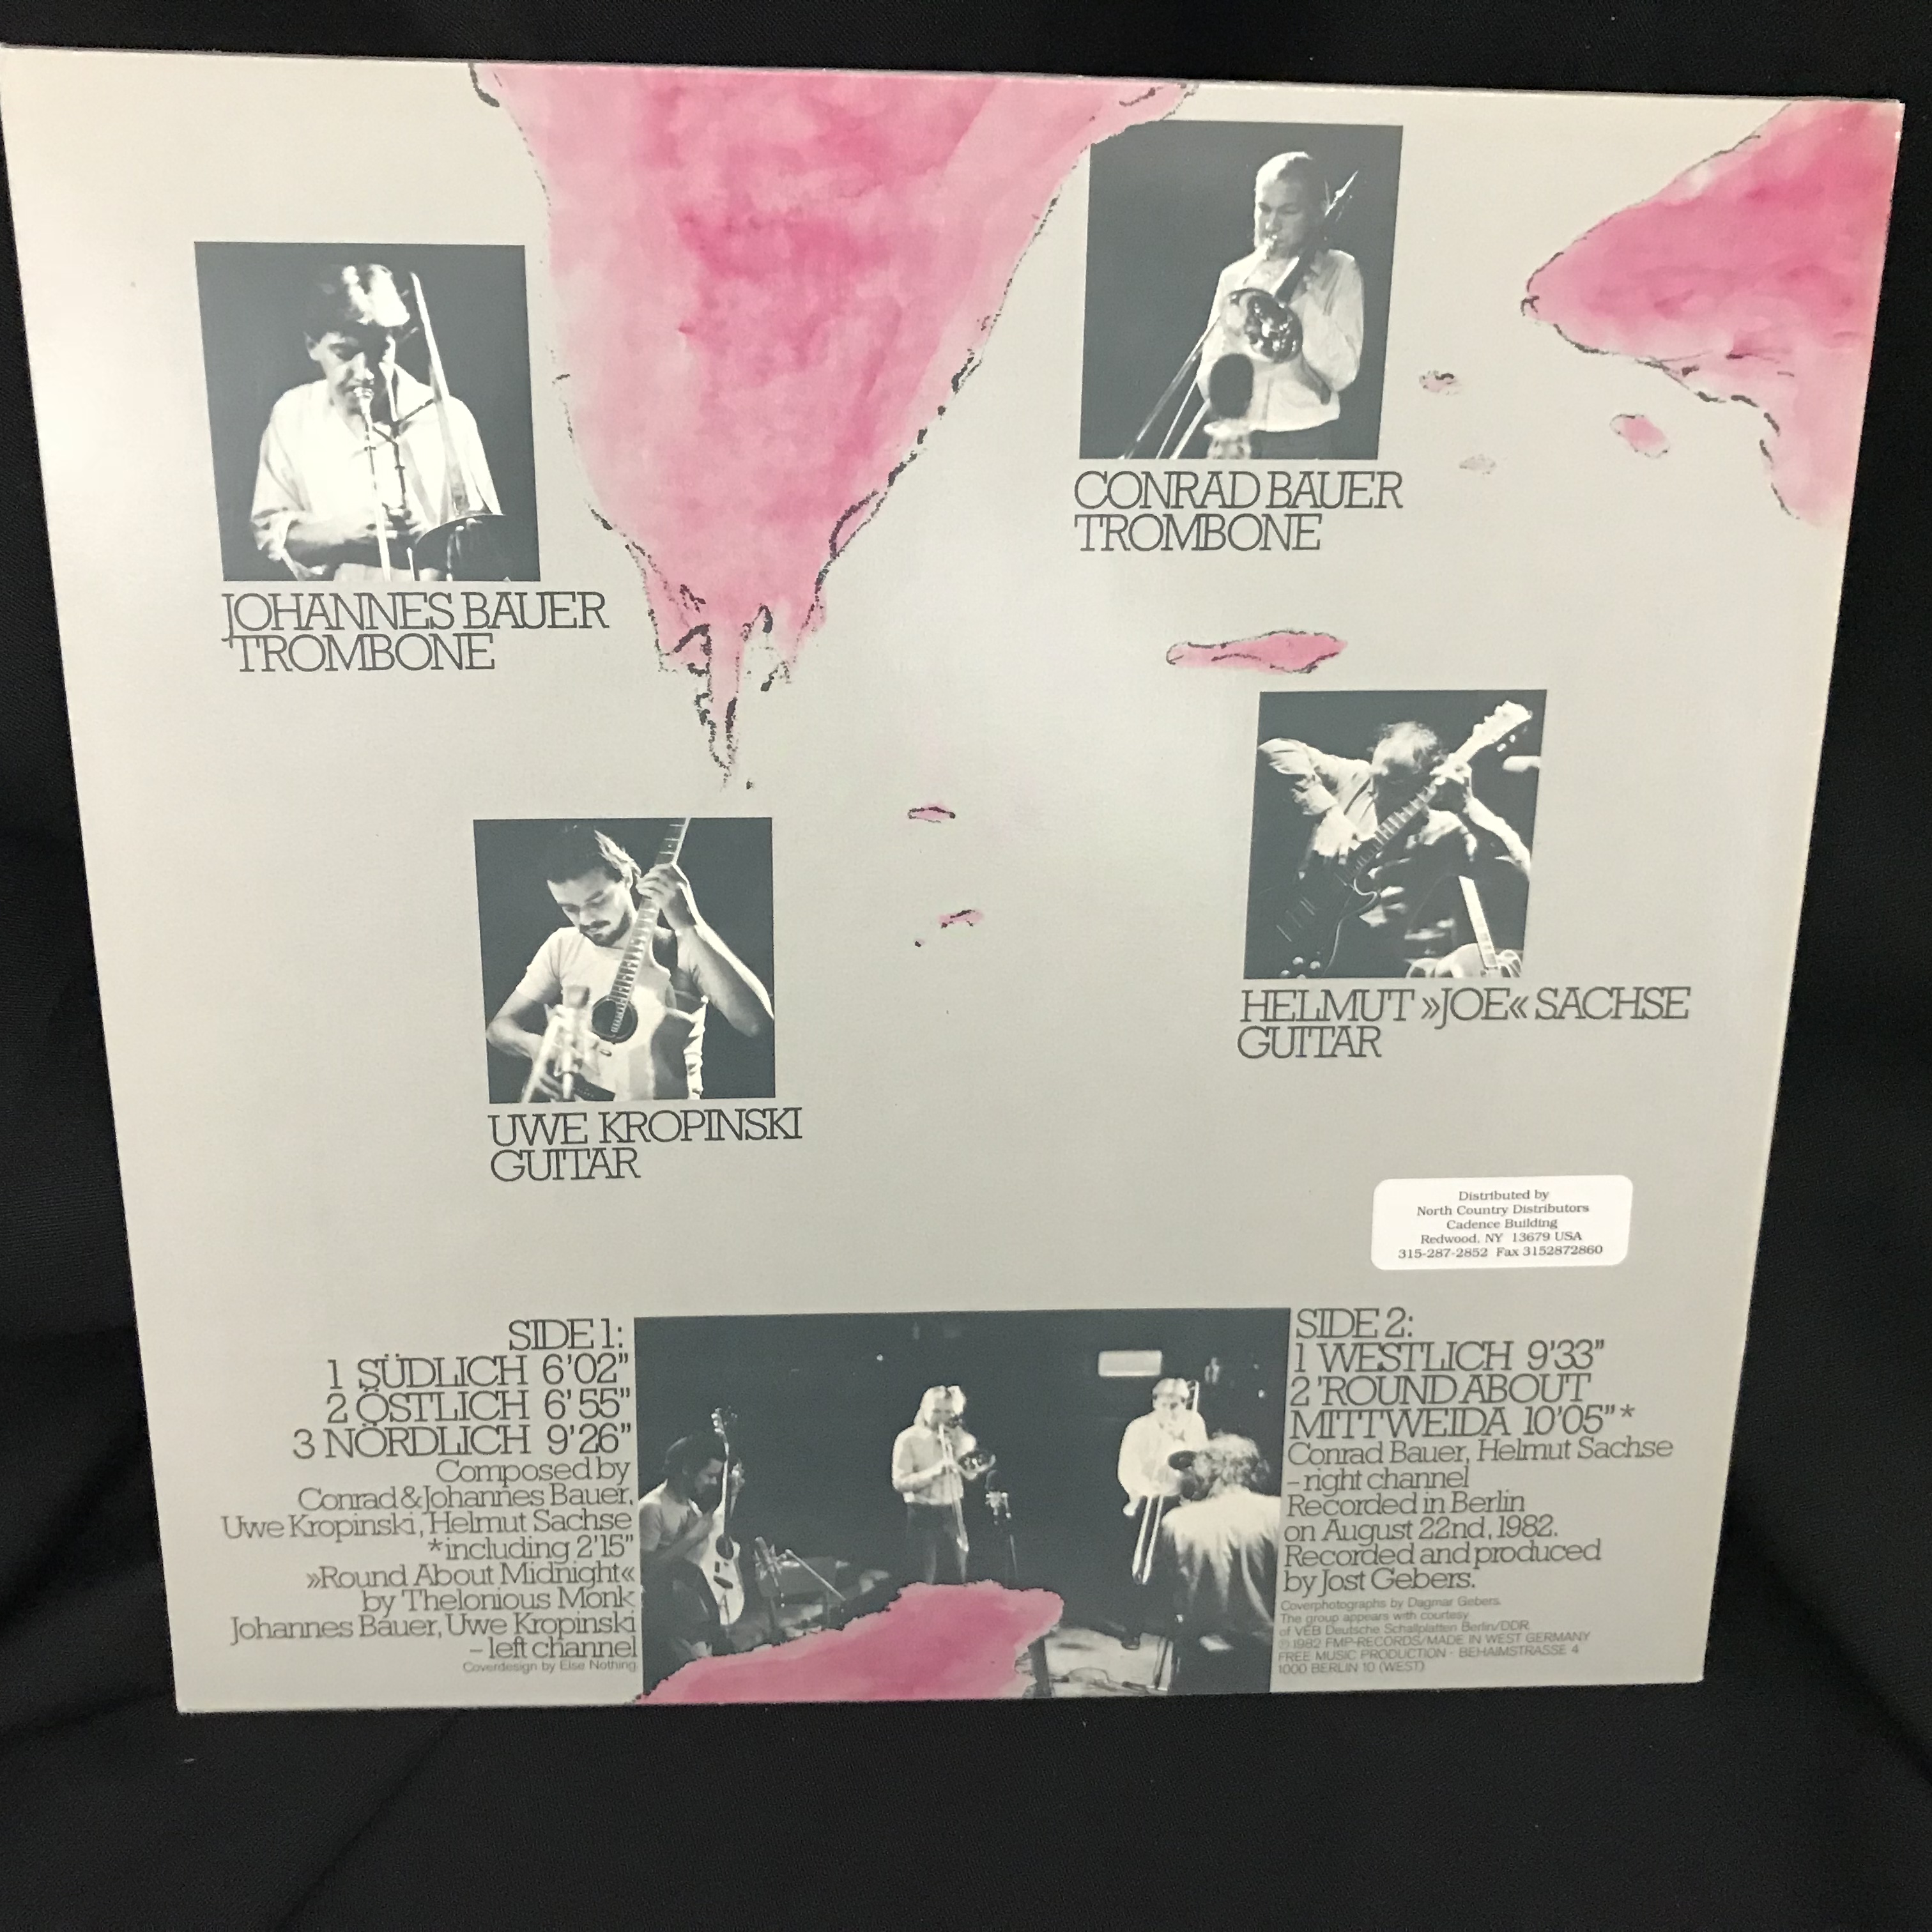 CONRAD BAUER
TROMBONE
JOHANNES BAUER
TROMBONE
HELMUT »JOE« SACHSE
GUITAR
UWE KROPINSKI
GUITAR
Distributed by
North Country Distributors
Cadence Building
Redwood, NY 13679 USA
315-287-2852 Fax 3152872860
SIDE 1:
1 SÜDLICH 6'02"
2 ÖSTLICH 6'55"
3 NÖRDLICH 9'26"
Composed by
Conrad & Johannes Bauer,
Uwe Kropinski, Helmut Sachse
*including 2'15"
»Round About Midnight«
by Thelonious Monk
Johannes Bauer, Uwe Kropinski
– left channel
Coverdesign by Else Nothing
SIDE 2:
1 WESTLICH 9'33"
2 'ROUND ABOUT
MITTWEIDA 10'05"*
Conrad Bauer, Helmut Sachse
– right channel
Recorded in Berlin
on August 22nd, 1982.
Recorded and produced
by Jost Gebers.
Coverphotographs by Dagmar Gebers.
The group appears with courtesy
of VEB Deutsche Schallplatten Berlin/DDR
℗ 1982 FMP-RECORDS/MADE IN WEST GERMANY
FREE MUSIC PRODUCTION · BEHAIMSTRASSE 4
1000 BERLIN 10 (WEST)